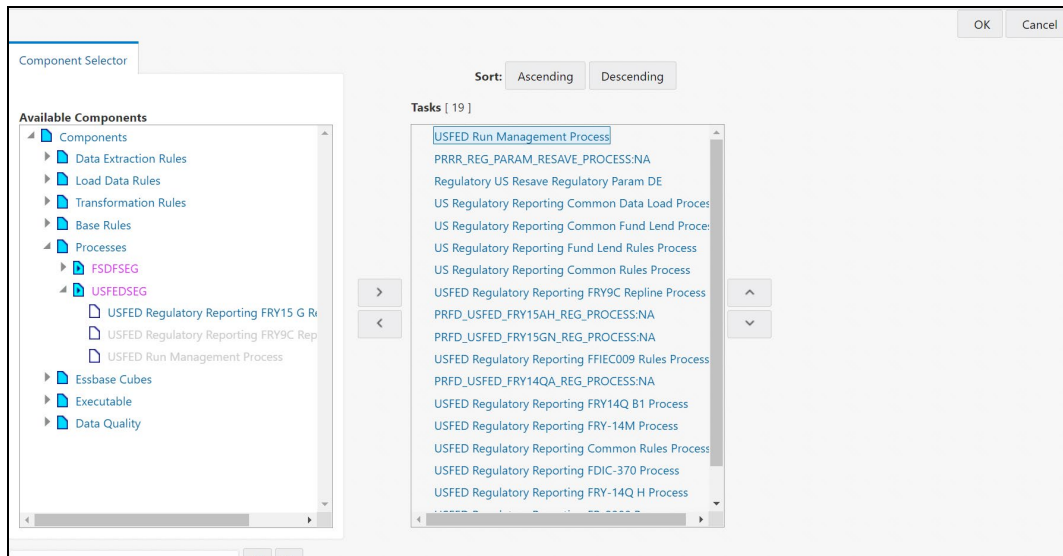 OK Cancel
Component Selector
Sort: Ascending Descending
Available Components
Components
Data Extraction Rules
Load Data Rules
Transformation Rules
Base Rules
Processes
FSDFSEG
USFEDSEG
USFED Regulatory Reporting FRY15 G Re
USFED Regulatory Reporting FRY9C Rep
USFED Run Management Process
Essbase Cubes
Executable
Data Quality
Tasks [ 19 ]
USFED Run Management Process
PRRR_REG_PARAM_RESAVE_PROCESS:NA
Regulatory US Resave Regulatory Param DE
US Regulatory Reporting Common Data Load Proces
US Regulatory Reporting Common Fund Lend Proces
US Regulatory Reporting Fund Lend Rules Process
US Regulatory Reporting Common Rules Process
USFED Regulatory Reporting FRY9C Repline Process
PRFD_USFED_FRY15AH_REG_PROCESS:NA
PRFD_USFED_FRY15GN_REG_PROCESS:NA
USFED Regulatory Reporting FFIEC009 Rules Process
PRFD_USFED_FRY14QA_REG_PROCESS:NA
USFED Regulatory Reporting FRY14Q B1 Process
USFED Regulatory Reporting FRY-14M Process
USFED Regulatory Reporting Common Rules Process
USFED Regulatory Reporting FDIC-370 Process
USFED Regulatory Reporting FRY-14Q H Process